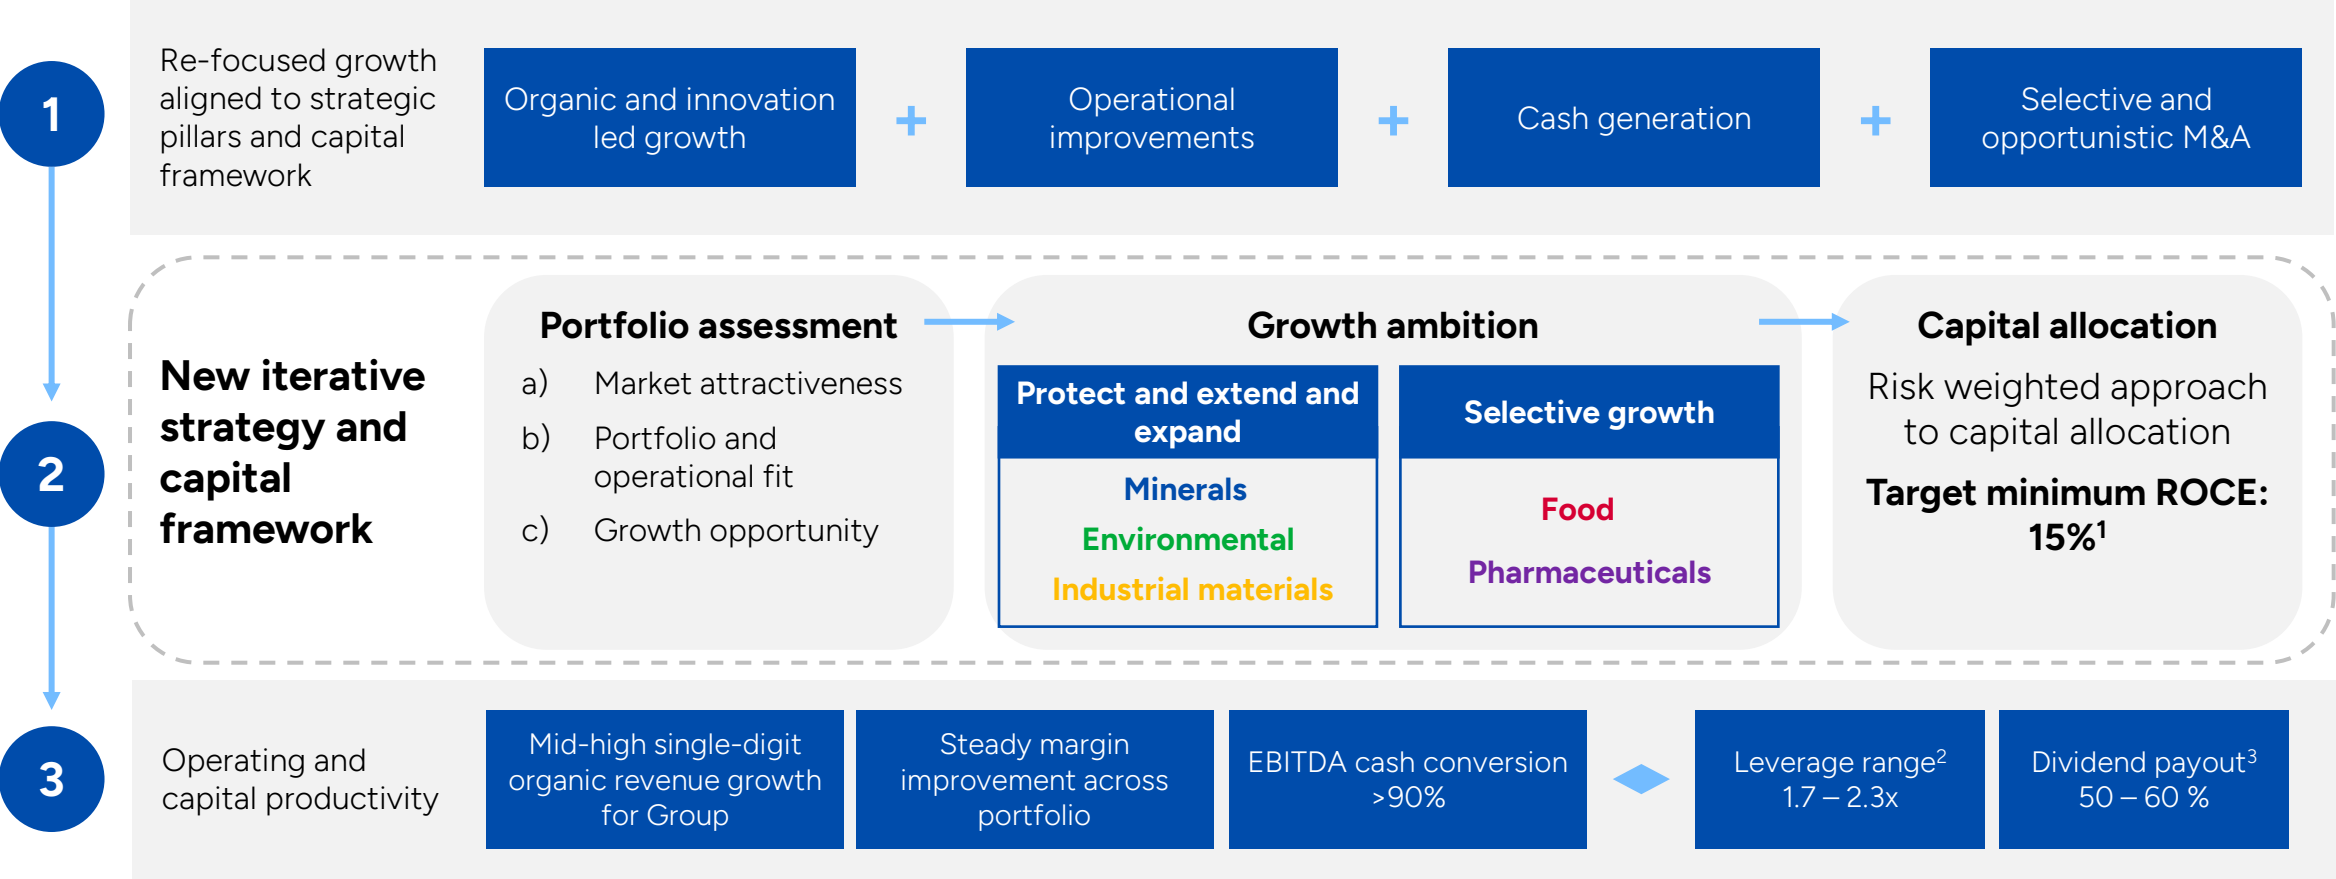 1
Re-focused growth
aligned to strategic
pillars and capital
framework
Organic and innovation
led growth
+
Operational
improvements
+
Cash generation
+
Selective and
opportunistic M&A
2
New iterative
strategy and
capital
framework
Portfolio assessment
a) Market attractiveness
b) Portfolio and
operational fit
c) Growth opportunity
Growth ambition
Protect and extend and
expand
Minerals
Environmental
Industrial materials
Selective growth
Food
Pharmaceuticals
Capital allocation
Risk weighted approach
to capital allocation
Target minimum ROCE:
15%¹
3
Operating and
capital productivity
Mid-high single-digit
organic revenue growth
for Group
Steady margin
improvement across
portfolio
EBITDA cash conversion
>90%
Leverage range²
1.7 – 2.3x
Dividend payout³
50 – 60 %